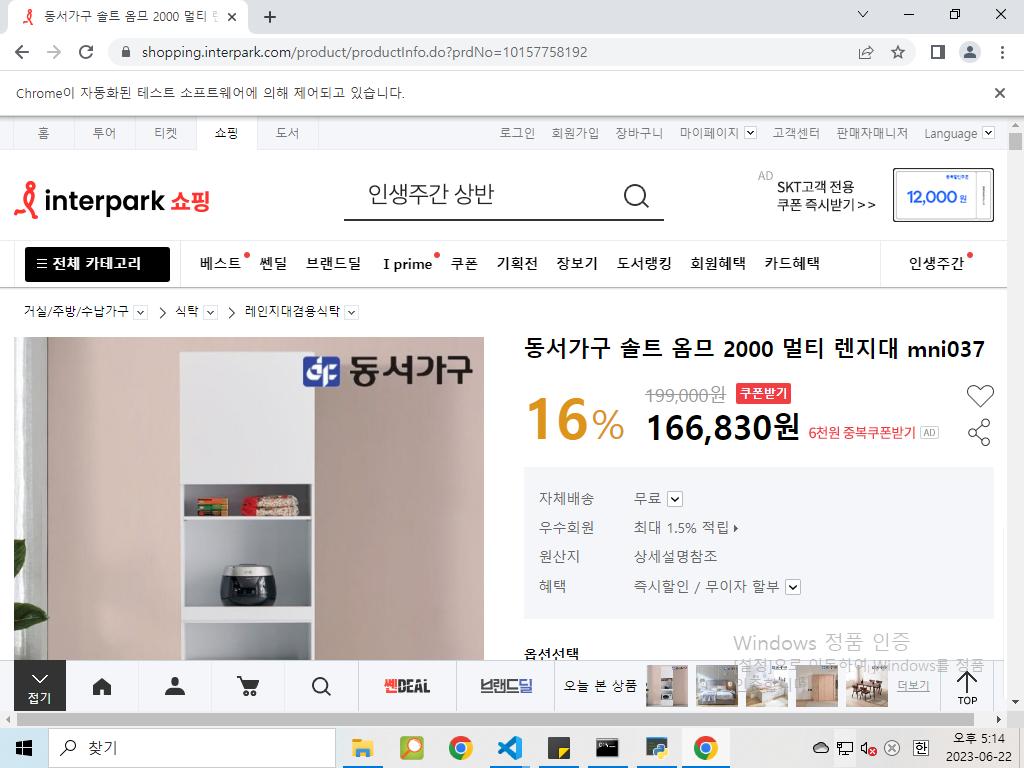 동서가구 솔트 옴므 2000 멀티 렌
shopping.interpark.com/product/productInfo.do?prdNo=10157758192
Chrome이 자동화된 테스트 소프트웨어에 의해 제어되고 있습니다.
홈 투어 티켓 쇼핑 도서 로그인 회원가입 장바구니 마이페이지 고객센터 판매자매니저 Language
interpark 쇼핑
인생주간 상반
AD SKT고객 전용
쿠폰 즉시받기>>
12,000원
전체 카테고리 베스트 쎈딜 브랜드딜 I prime 쿠폰 기획전 장보기 도서랭킹 회원혜택 카드혜택 인생주간
거실/주방/수납가구 > 식탁 > 레인지대겸용식탁
동서가구
동서가구 솔트 옴므 2000 멀티 렌지대 mni037
16% 199,000원 쿠폰받기
166,830원 6천원 중복쿠폰받기 AD
자체배송 무료
우수회원 최대 1.5% 적립
원산지 상세설명참조
혜택 즉시할인 / 무이자 할부
옵션선택
Windows 정품 인증
[설정]으로 이동하여 Windows를 정품
접기 쎈DEAL 브랜드딜 오늘 본 상품 더보기 TOP
찾기
한
오후 5:14
2023-06-22